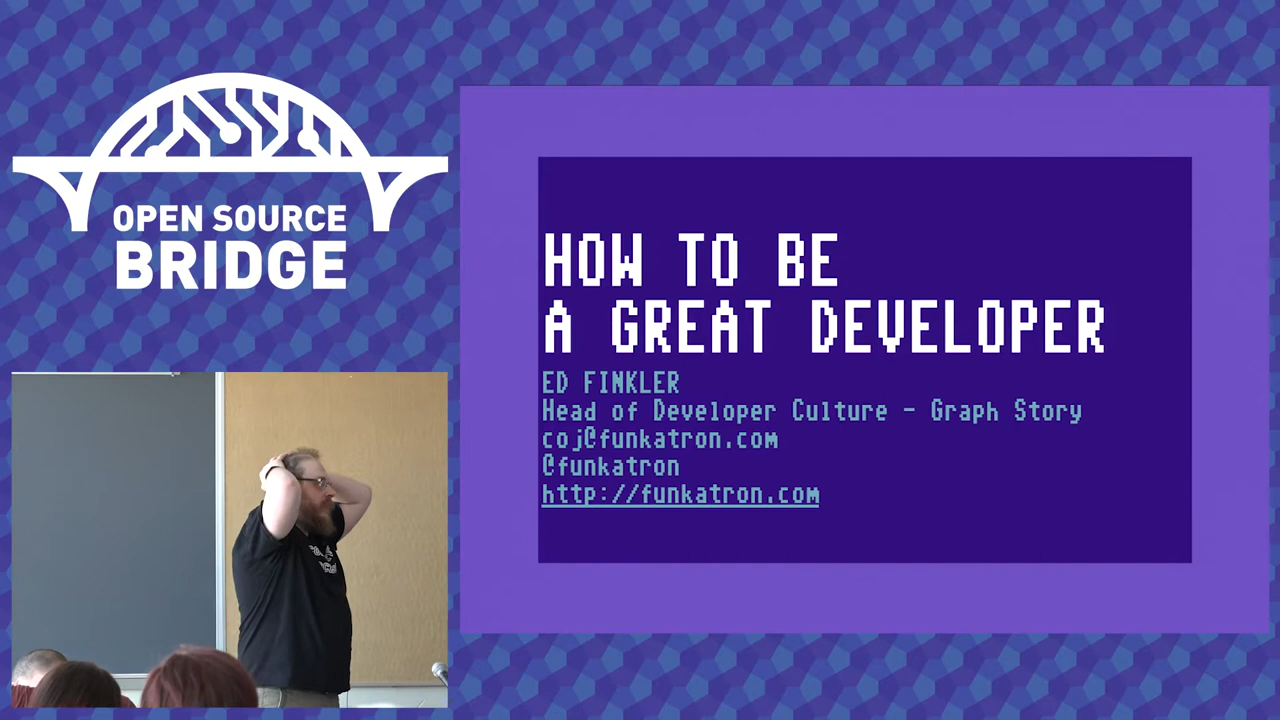 OPEN SOURCE
BRIDGE
HOW TO BE
A GREAT DEVELOPER
ED FINKLER
Head of Developer Culture - Graph Story
coj@funkatron.com
@funkatron
http://funkatron.com